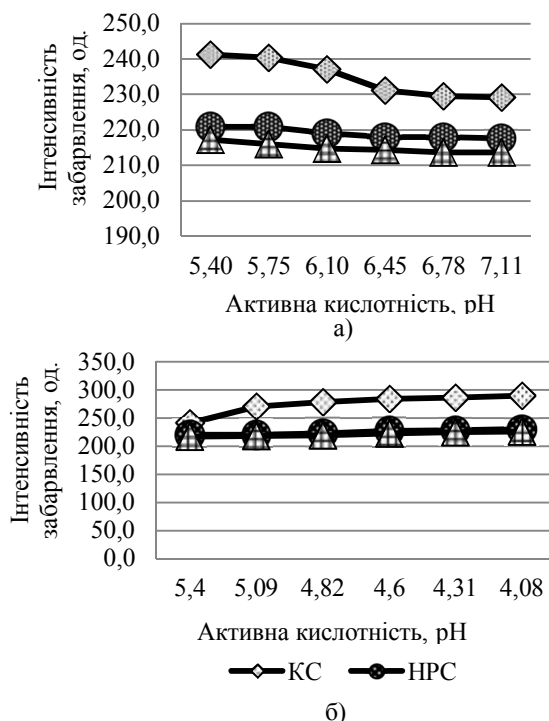 Інтенсивність
забарвлення, од.
250,0
240,0
230,0
220,0
210,0
200,0
190,0
5,40 5,75 6,10 6,45 6,78 7,11
Активна кислотність, рН
а)
Інтенсивність
забарвлення, од.
350,0
300,0
250,0
200,0
150,0
100,0
50,0
0,0
5,4 5,09 4,82 4,6 4,31 4,08
Активна кислотність, рН
КС НРС
б)